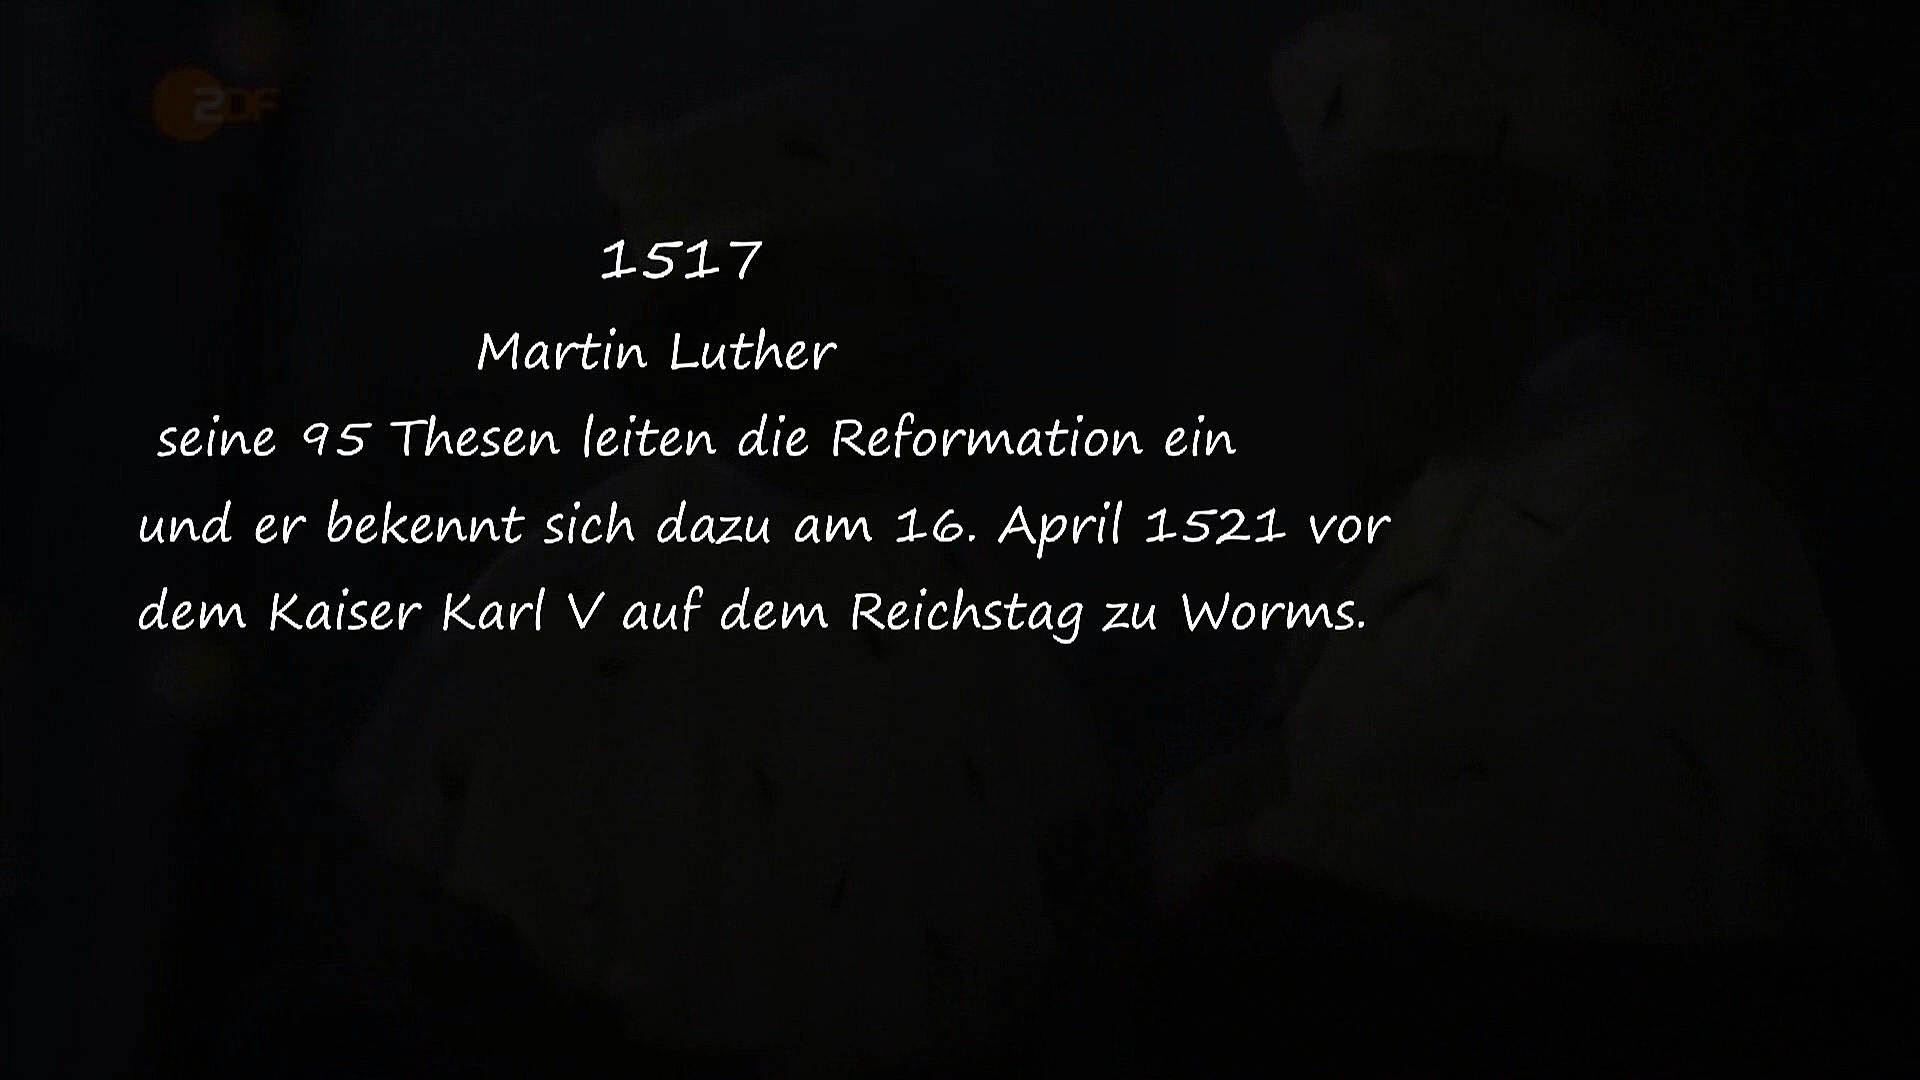 ZDF
1517
Martin Luther
seine 95 Thesen leiten die Reformation ein
und er bekennt sich dazu am 16. April 1521 vor
dem Kaiser Karl V auf dem Reichstag zu Worms.